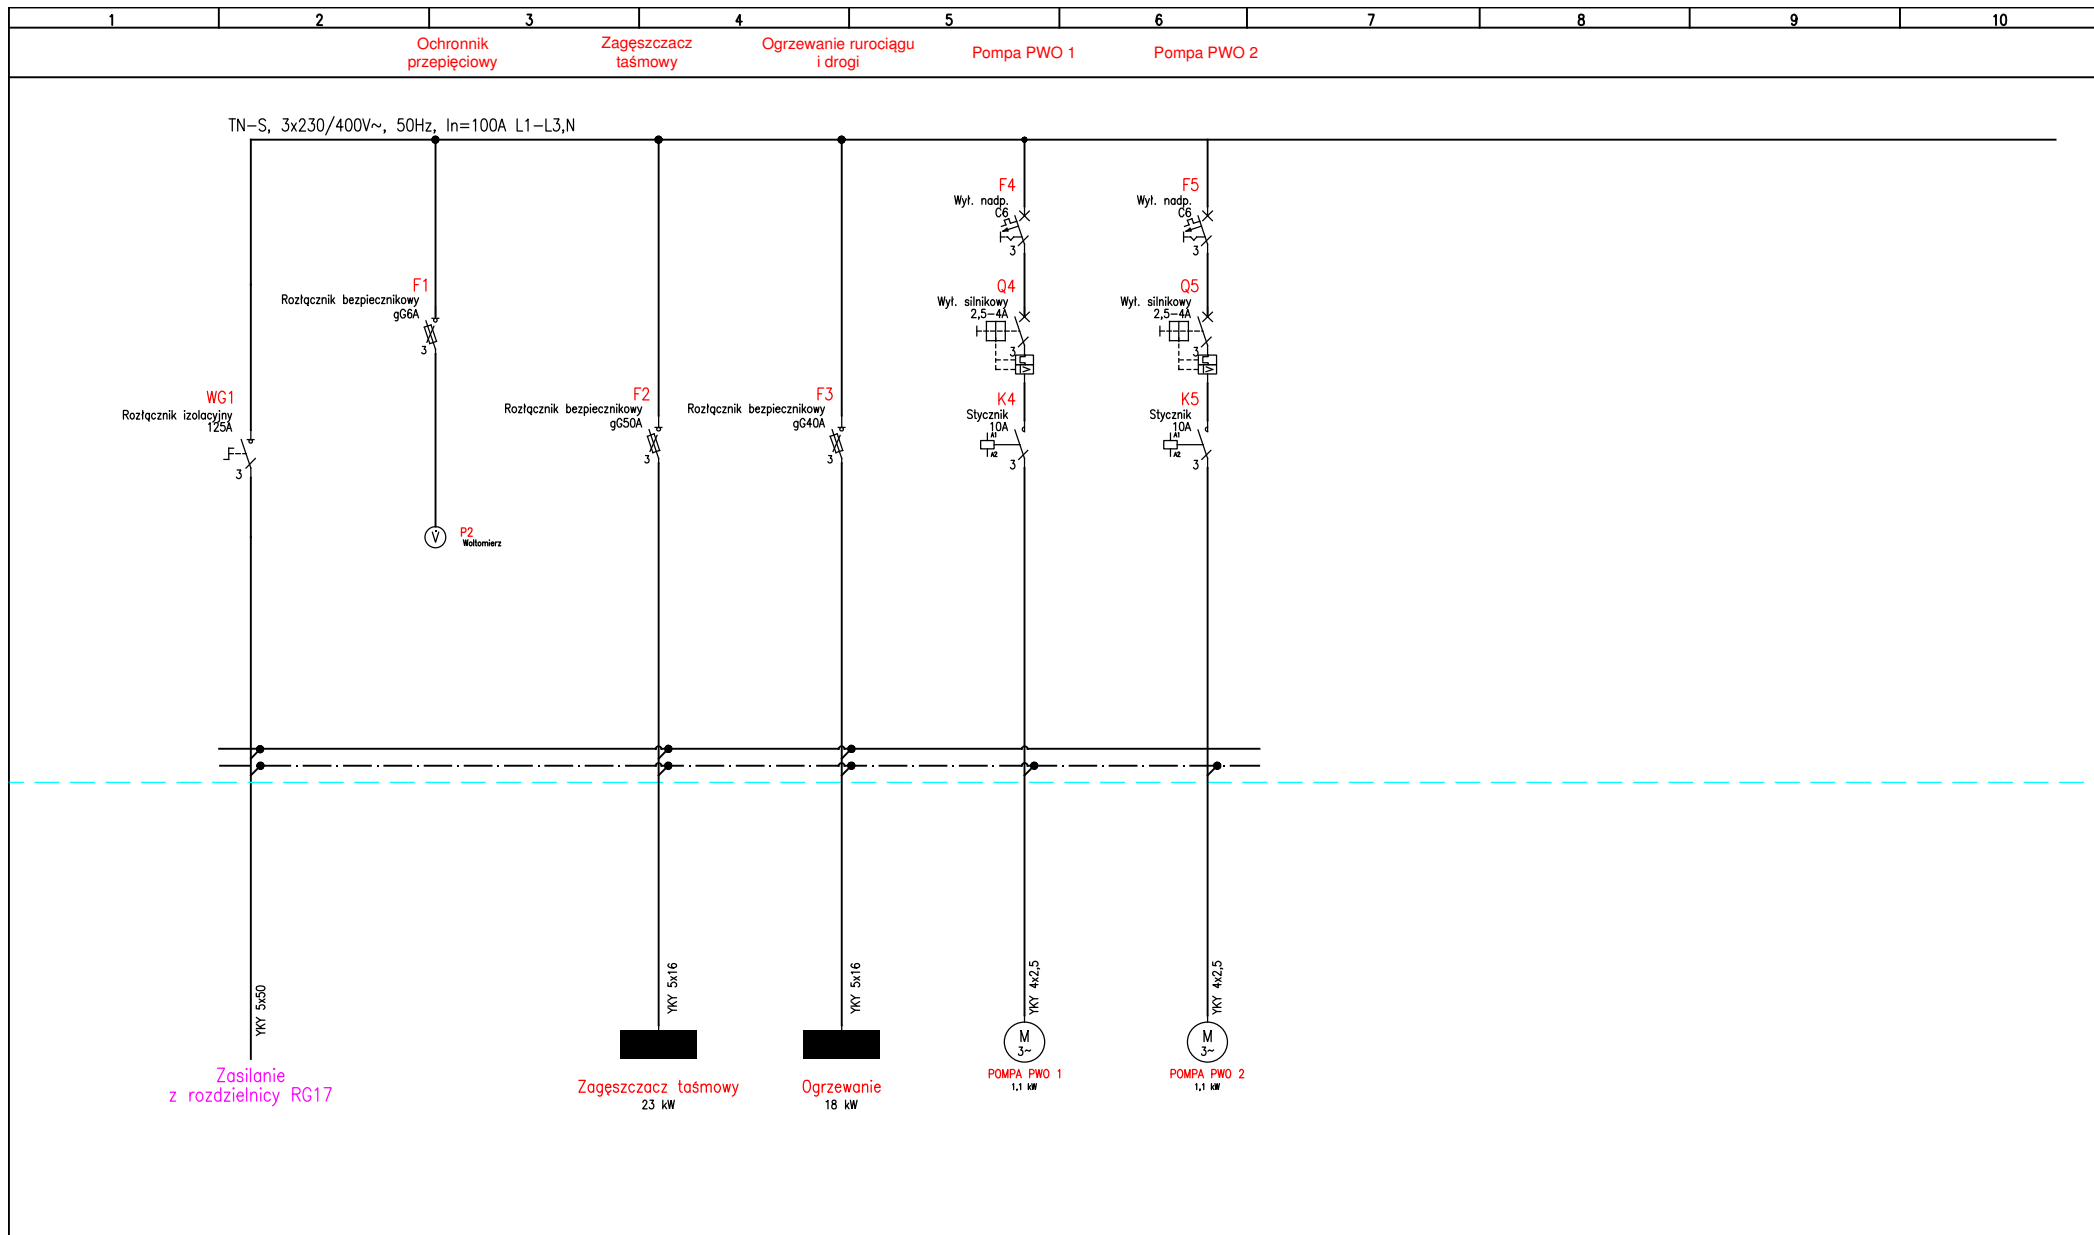 1 2 3 4 5 6 7 8 9 10
Ochronnik
przepięciowy
Zagęszczacz
taśmowy
Ogrzewanie rurociągu
i drogi
Pompa PWO 1
Pompa PWO 2
TN-S, 3x230/400V~, 50Hz, In=100A L1-L3,N
WG1
Rozłącznik izolacyjny
125A
3
F1
Rozłącznik bezpiecznikowy
gG6A
3
V
P2
Woltomierz
F2
Rozłącznik bezpiecznikowy
gG50A
3
F3
Rozłącznik bezpiecznikowy
gG40A
3
F4
Wył. nadp.
C6
3
Q4
Wył. silnikowy
2,5-4A
3
I>
K4
Stycznik
10A
A1
A2
3
F5
Wył. nadp.
C6
3
Q5
Wył. silnikowy
2,5-4A
3
I>
K5
Stycznik
10A
A1
A2
3
YKY 5x50
YKY 5x16
YKY 5x16
YKY 4x2,5
YKY 4x2,5
Zasilanie
z rozdzielnicy RG17
Zagęszczacz taśmowy
23 kW
Ogrzewanie
18 kW
M
3~
POMPA PWO 1
1,1 kW
M
3~
POMPA PWO 2
1,1 kW